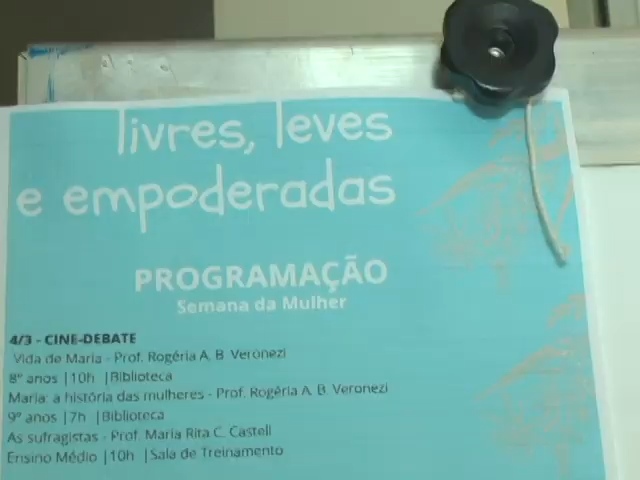 livres, leves
e empoderadas
PROGRAMAÇÃO
Semana da Mulher
4/3 - CINE-DEBATE
Vida de Maria - Prof. Rogéria A. B. Veronezi
8º anos |10h |Biblioteca
Maria: a história das mulheres - Prof. Rogéria A. B. Veronezi
9º anos |7h |Biblioteca
As sufragistas - Prof. Maria Rita C. Castell
Ensino Médio |10h |Sala de Treinamento